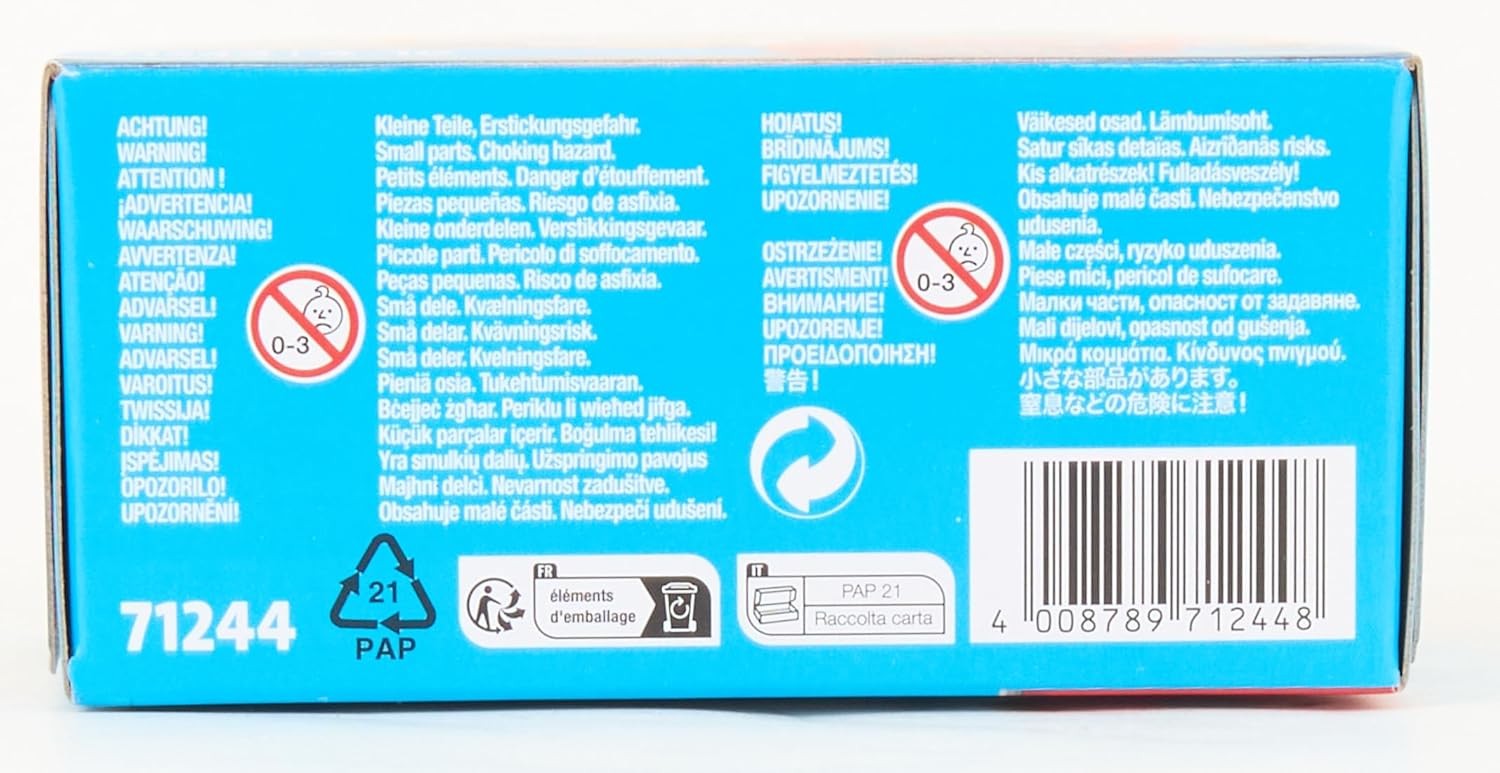 ACHTUNG!
WARNING!
ATTENTION !
¡ADVERTENCIA!
WAARSCHUWING!
AVVERTENZA!
ATENÇÃO!
ADVARSEL!
VARNING!
ADVARSEL!
VAROITUS!
TWISSIJA!
DİKKAT!
ĮSPĖJIMAS!
OPOZORILO!
UPOZORNĚNÍ!
0-3
Kleine Teile, Erstickungsgefahr.
Small parts. Choking hazard.
Petits éléments. Danger d'étouffement.
Piezas pequeñas. Riesgo de asfixia.
Kleine onderdelen. Verstikkingsgevaar.
Piccole parti. Pericolo di soffocamento.
Peças pequenas. Risco de asfixia.
Små dele. Kvælningsfare.
Små delar. Kvävningsrisk.
Små deler. Kvelningsfare.
Pieniä osia. Tukehtumisvaaran.
Bċejjeċ żgħar. Periklu li wieħed jifga.
Küçük parçalar içerir. Boğulma tehlikesi!
Yra smulkių dalių. Užspringimo pavojus
Majhni delci. Nevarnost zadušitve.
Obsahuje malé části. Nebezpečí udušení.
HOIATUS!
BRĪDINĀJUMS!
FIGYELMEZTETÉS!
UPOZORNENIE!
OSTRZEŻENIE!
AVERTISMENT!
ВНИМАНИЕ!
UPOZORENJE!
ΠΡΟΕΙΔΟΠΟΙΗΣΗ!
警告！
0-3
Väikesed osad. Lämbumisoht.
Satur sīkas detaļas. Aizrīšanās risks.
Kis alkatrészek! Fulladásveszély!
Obsahuje malé časti. Nebezpečenstvo
udusenia.
Małe części, ryzyko uduszenia.
Piese mici, pericol de sufocare.
Малки части, опасност от задавяне.
Mali dijelovi, opasnost od gušenja.
Μικρά κομμάτια. Κίνδυνος πνιγμού.
小さな部品があります。
窒息などの危険に注意！
71244
21
PAP
FR
éléments
d'emballage
IT
PAP 21
Raccolta carta
4 008789 712448